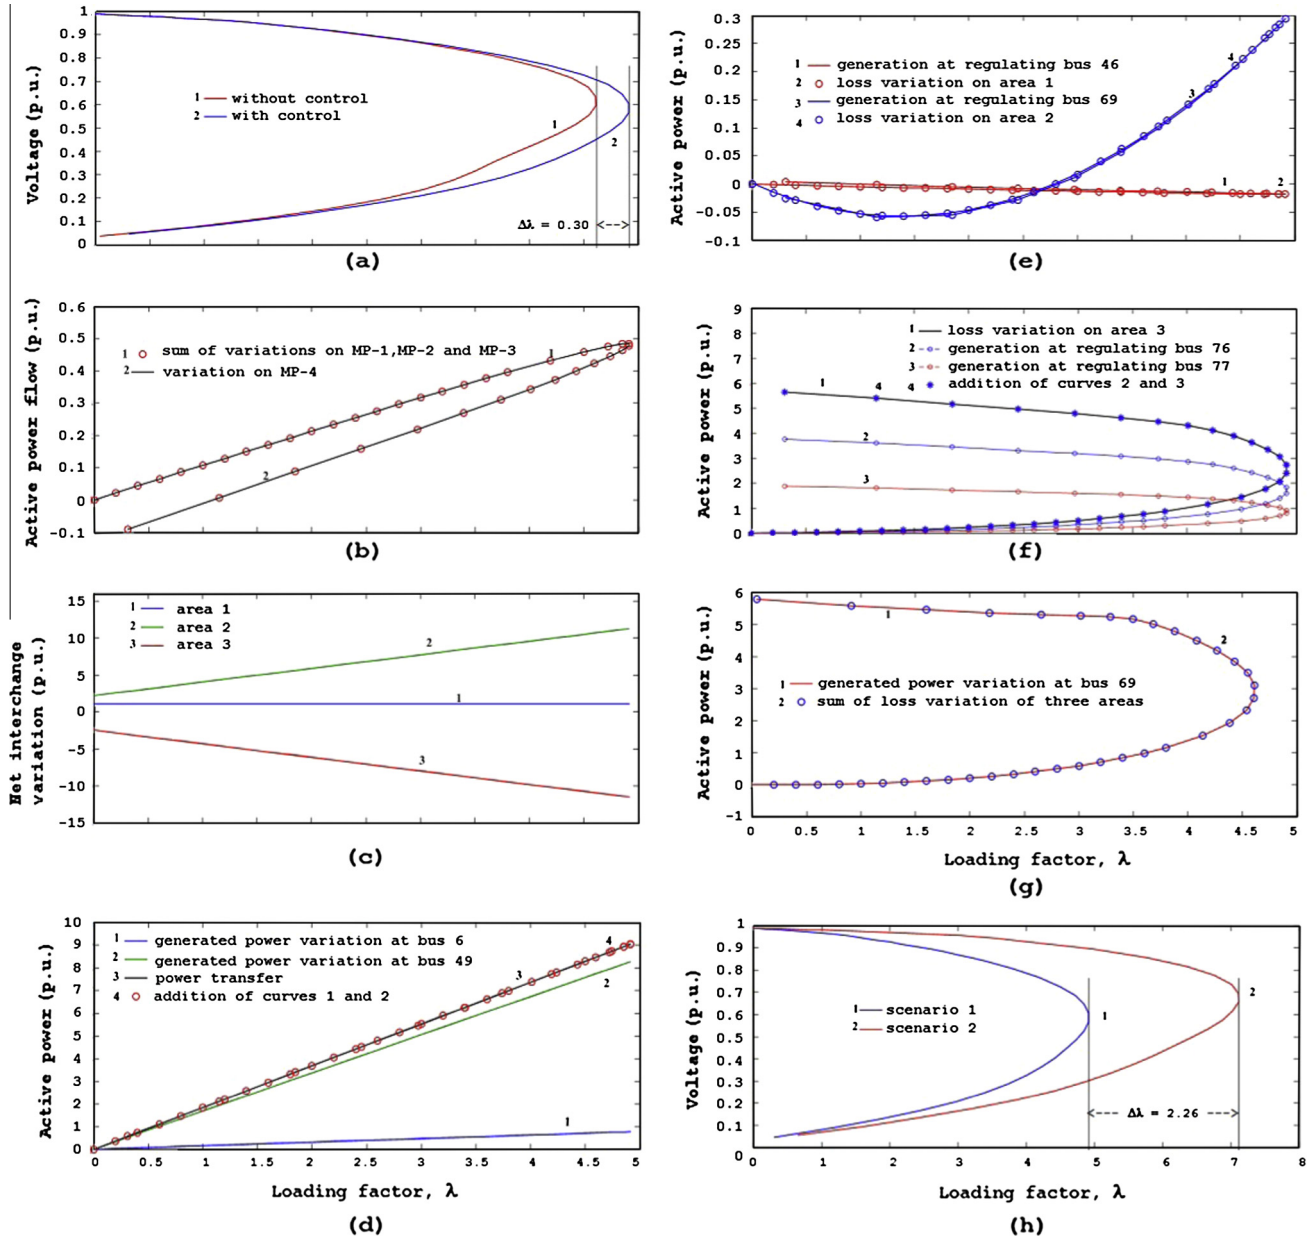 Voltage (p.u.)
1
0.9
0.8
0.7
0.6
0.5
0.4
0.3
0.2
0.1
0
1 without control
2 with control
1
2
Δλ = 0.30
(a)
Active power flow (p.u.)
0.6
0.5
0.4
0.3
0.2
0.1
0
-0.1
1 sum of variations on MP-1,MP-2 and MP-3
2 variation on MP-4
1
2
(b)
Net interchange
variation (p.u.)
15
10
5
0
-5
-10
-15
1 area 1
2 area 2
3 area 3
2
1
3
(c)
Active power (p.u.)
10
9
8
7
6
5
4
3
2
1
0
1 generated power variation at bus 6
2 generated power variation at bus 49
3 power transfer
4 addition of curves 1 and 2
4
3
2
1
0 0.5 1 1.5 2 2.5 3 3.5 4 4.5 5
Loading factor, λ
(d)
Active power (p.u.)
0.3
0.25
0.2
0.15
0.1
0.05
0
-0.05
-0.1
1 generation at regulating bus 46
2 loss variation on area 1
3 generation at regulating bus 69
4 loss variation on area 2
4
3
1 2
(e)
Active power (p.u.)
9
8
7
6
5
4
3
2
1
0
1 loss variation on area 3
2 generation at regulating bus 76
3 generation at regulating bus 77
4 addition of curves 2 and 3
1 4
2
3
(f)
Active power (p.u.)
6
5
4
3
2
1
0
-1
1 generated power variation at bus 69
2 sum of loss variation of three areas
1
2
0 0.5 1 1.5 2 2.5 3 3.5 4 4.5 5
Loading factor, λ
(g)
Voltage (p.u.)
1
0.9
0.8
0.7
0.6
0.5
0.4
0.3
0.2
0.1
0
1 scenario 1
2 scenario 2
1
2
Δλ = 2.26
0 1 2 3 4 5 6 7 8
Loading factor, λ
(h)